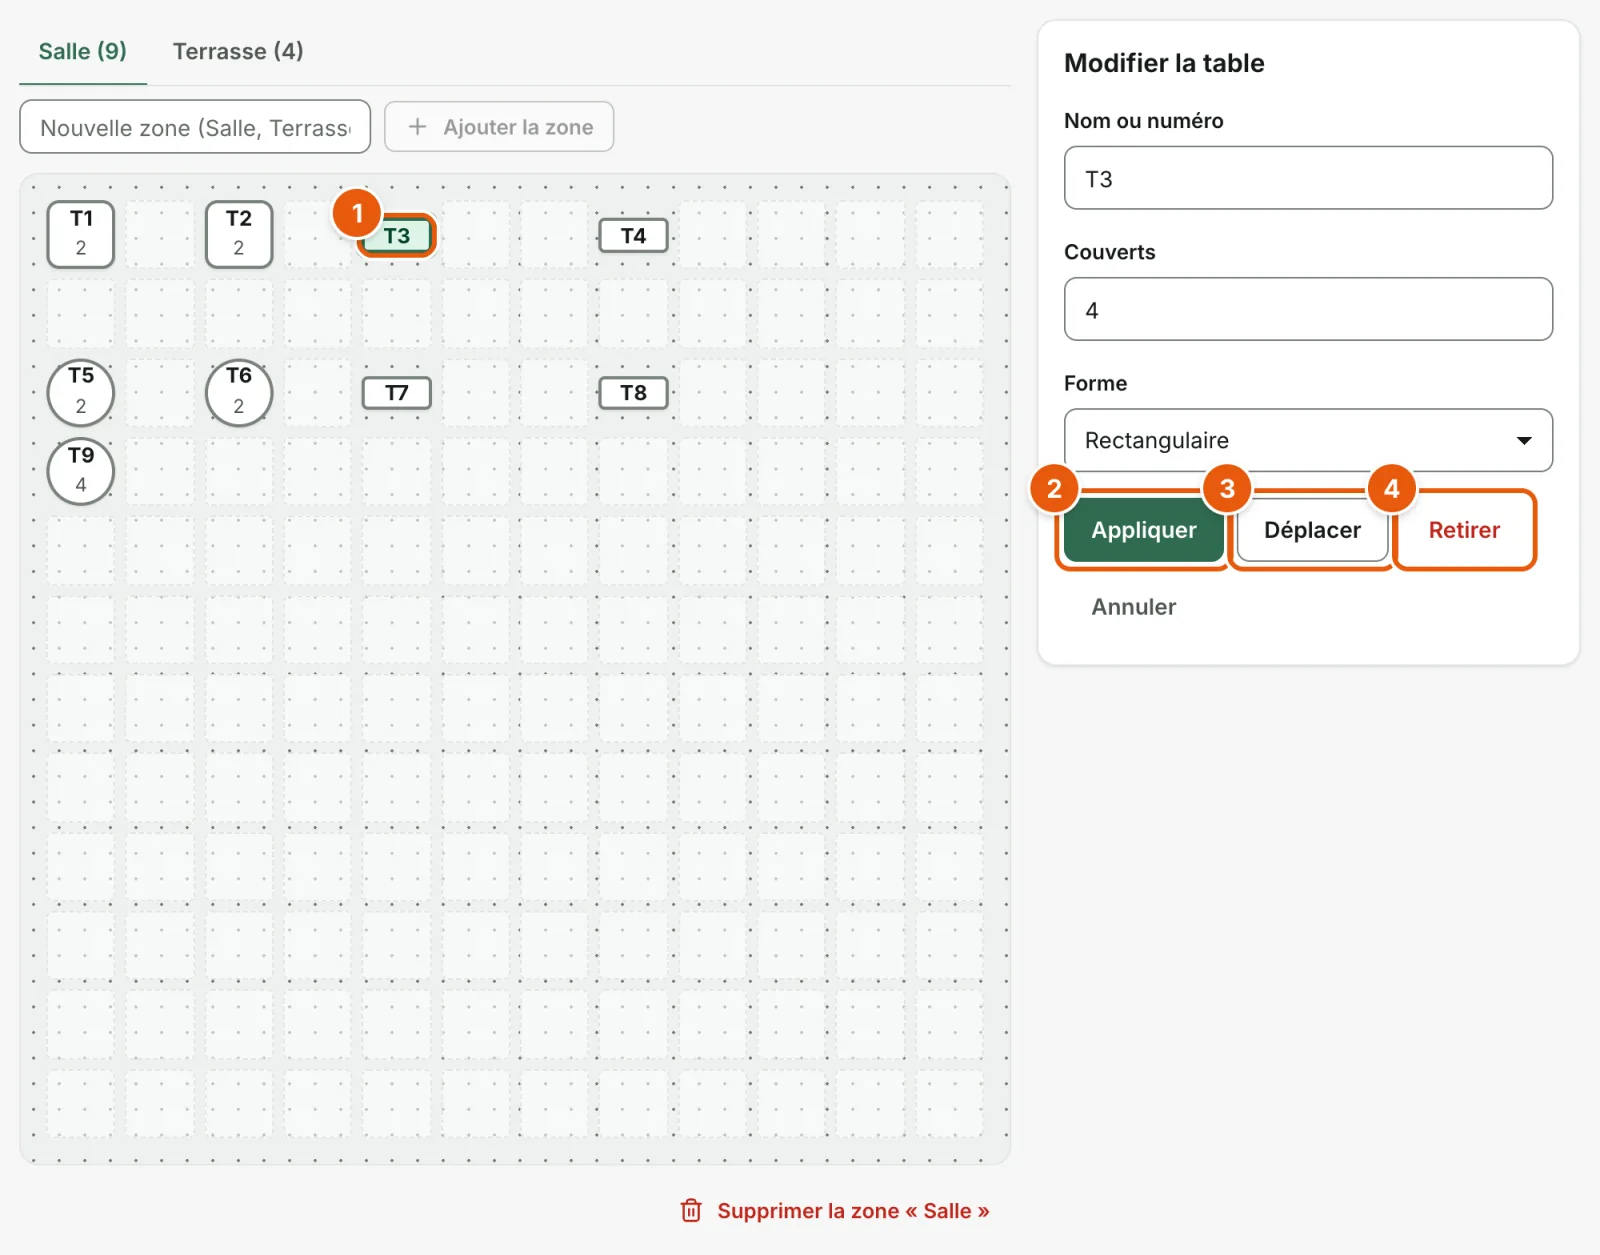 Salle (9)
Terrasse (4)
Nouvelle zone (Salle, Terrass
+ Ajouter la zone
T1
2
T2
2
1
T3
T4
T5
2
T6
2
T7
T8
T9
4
Supprimer la zone « Salle »
Modifier la table
Nom ou numéro
T3
Couverts
4
Forme
Rectangulaire
2
Appliquer
3
Déplacer
4
Retirer
Annuler